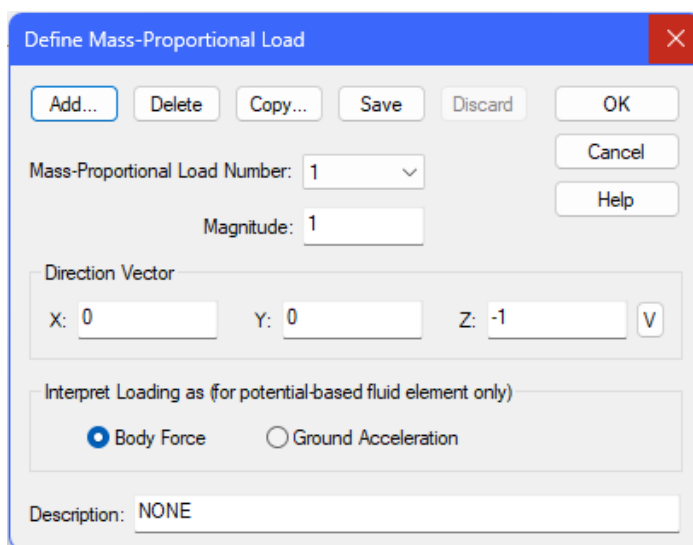 Define Mass-Proportional Load
Add... Delete Copy... Save Discard OK
Cancel
Mass-Proportional Load Number: 1
Help
Magnitude: 1
Direction Vector
X: 0 Y: 0 Z: -1 V
Interpret Loading as (for potential-based fluid element only)
Body Force Ground Acceleration
Description: NONE